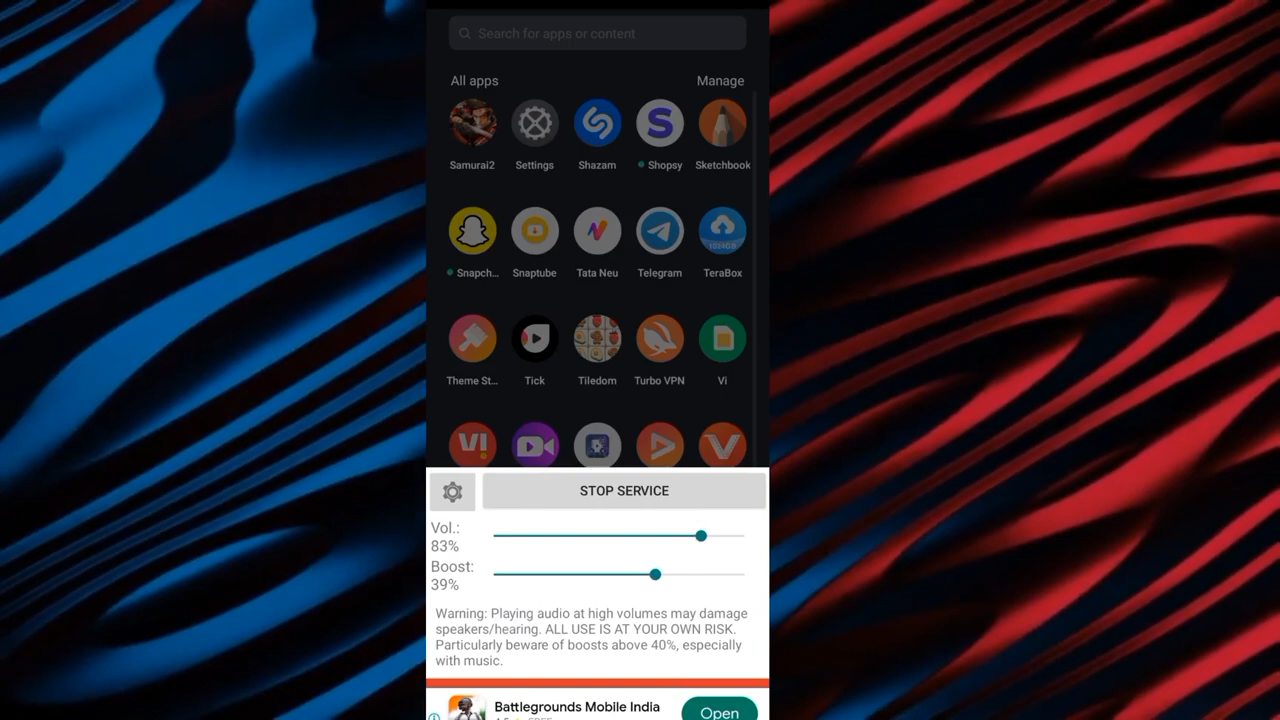 Search for apps or content
All apps
Manage
Samurai2
Settings
Shazam
Shopsy
Sketchbook
1024GB
Snapch...
Snaptube
Tata Neu
Telegram
TeraBox
Theme St...
Tick
Tiledom
Turbo VPN
Vi
STOP SERVICE
Vol.:
83%
Boost:
39%
Warning: Playing audio at high volumes may damage
speakers/hearing. ALL USE IS AT YOUR OWN RISK.
Particularly beware of boosts above 40%, especially
with music.
Battlegrounds Mobile India
Open